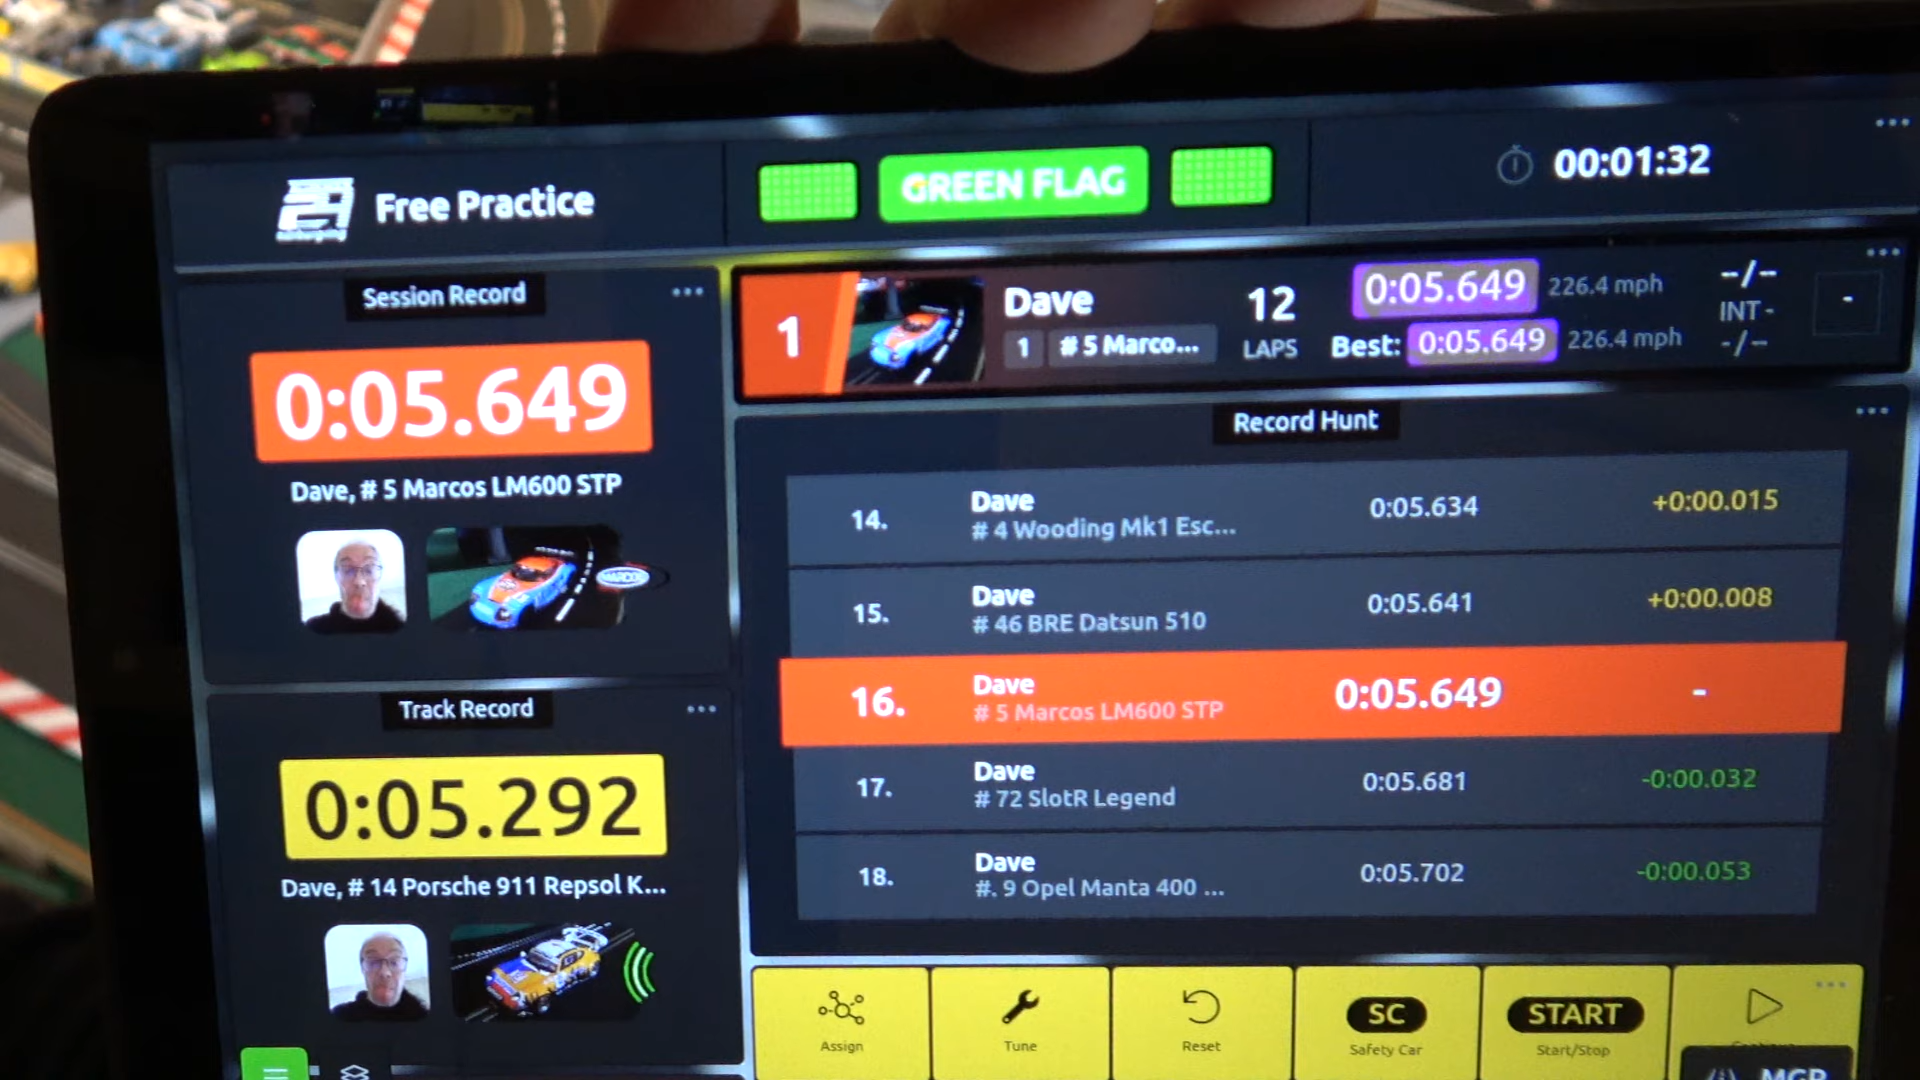 Free Practice
GREEN FLAG
00:01:32
Session Record
0:05.649
Dave, # 5 Marcos LM600 STP
MARCOS
Track Record
0:05.292
Dave, # 14 Porsche 911 Repsol K...
1
Dave
1 # 5 Marco...
12
LAPS
0:05.649 226.4 mph
Best: 0:05.649 226.4 mph
-/--
INT -
-/--
-
Record Hunt
14. Dave 0:05.634 +0:00.015
# 4 Wooding Mk1 Esc...
15. Dave 0:05.641 +0:00.008
# 46 BRE Datsun 510
16. Dave 0:05.649 -
# 5 Marcos LM600 STP
17. Dave 0:05.681 -0:00.032
# 72 SlotR Legend
18. Dave 0:05.702 -0:00.053
#. 9 Opel Manta 400 ...
Assign
Tune
Reset
SC
Safety Car
START
Start/Stop
MGR